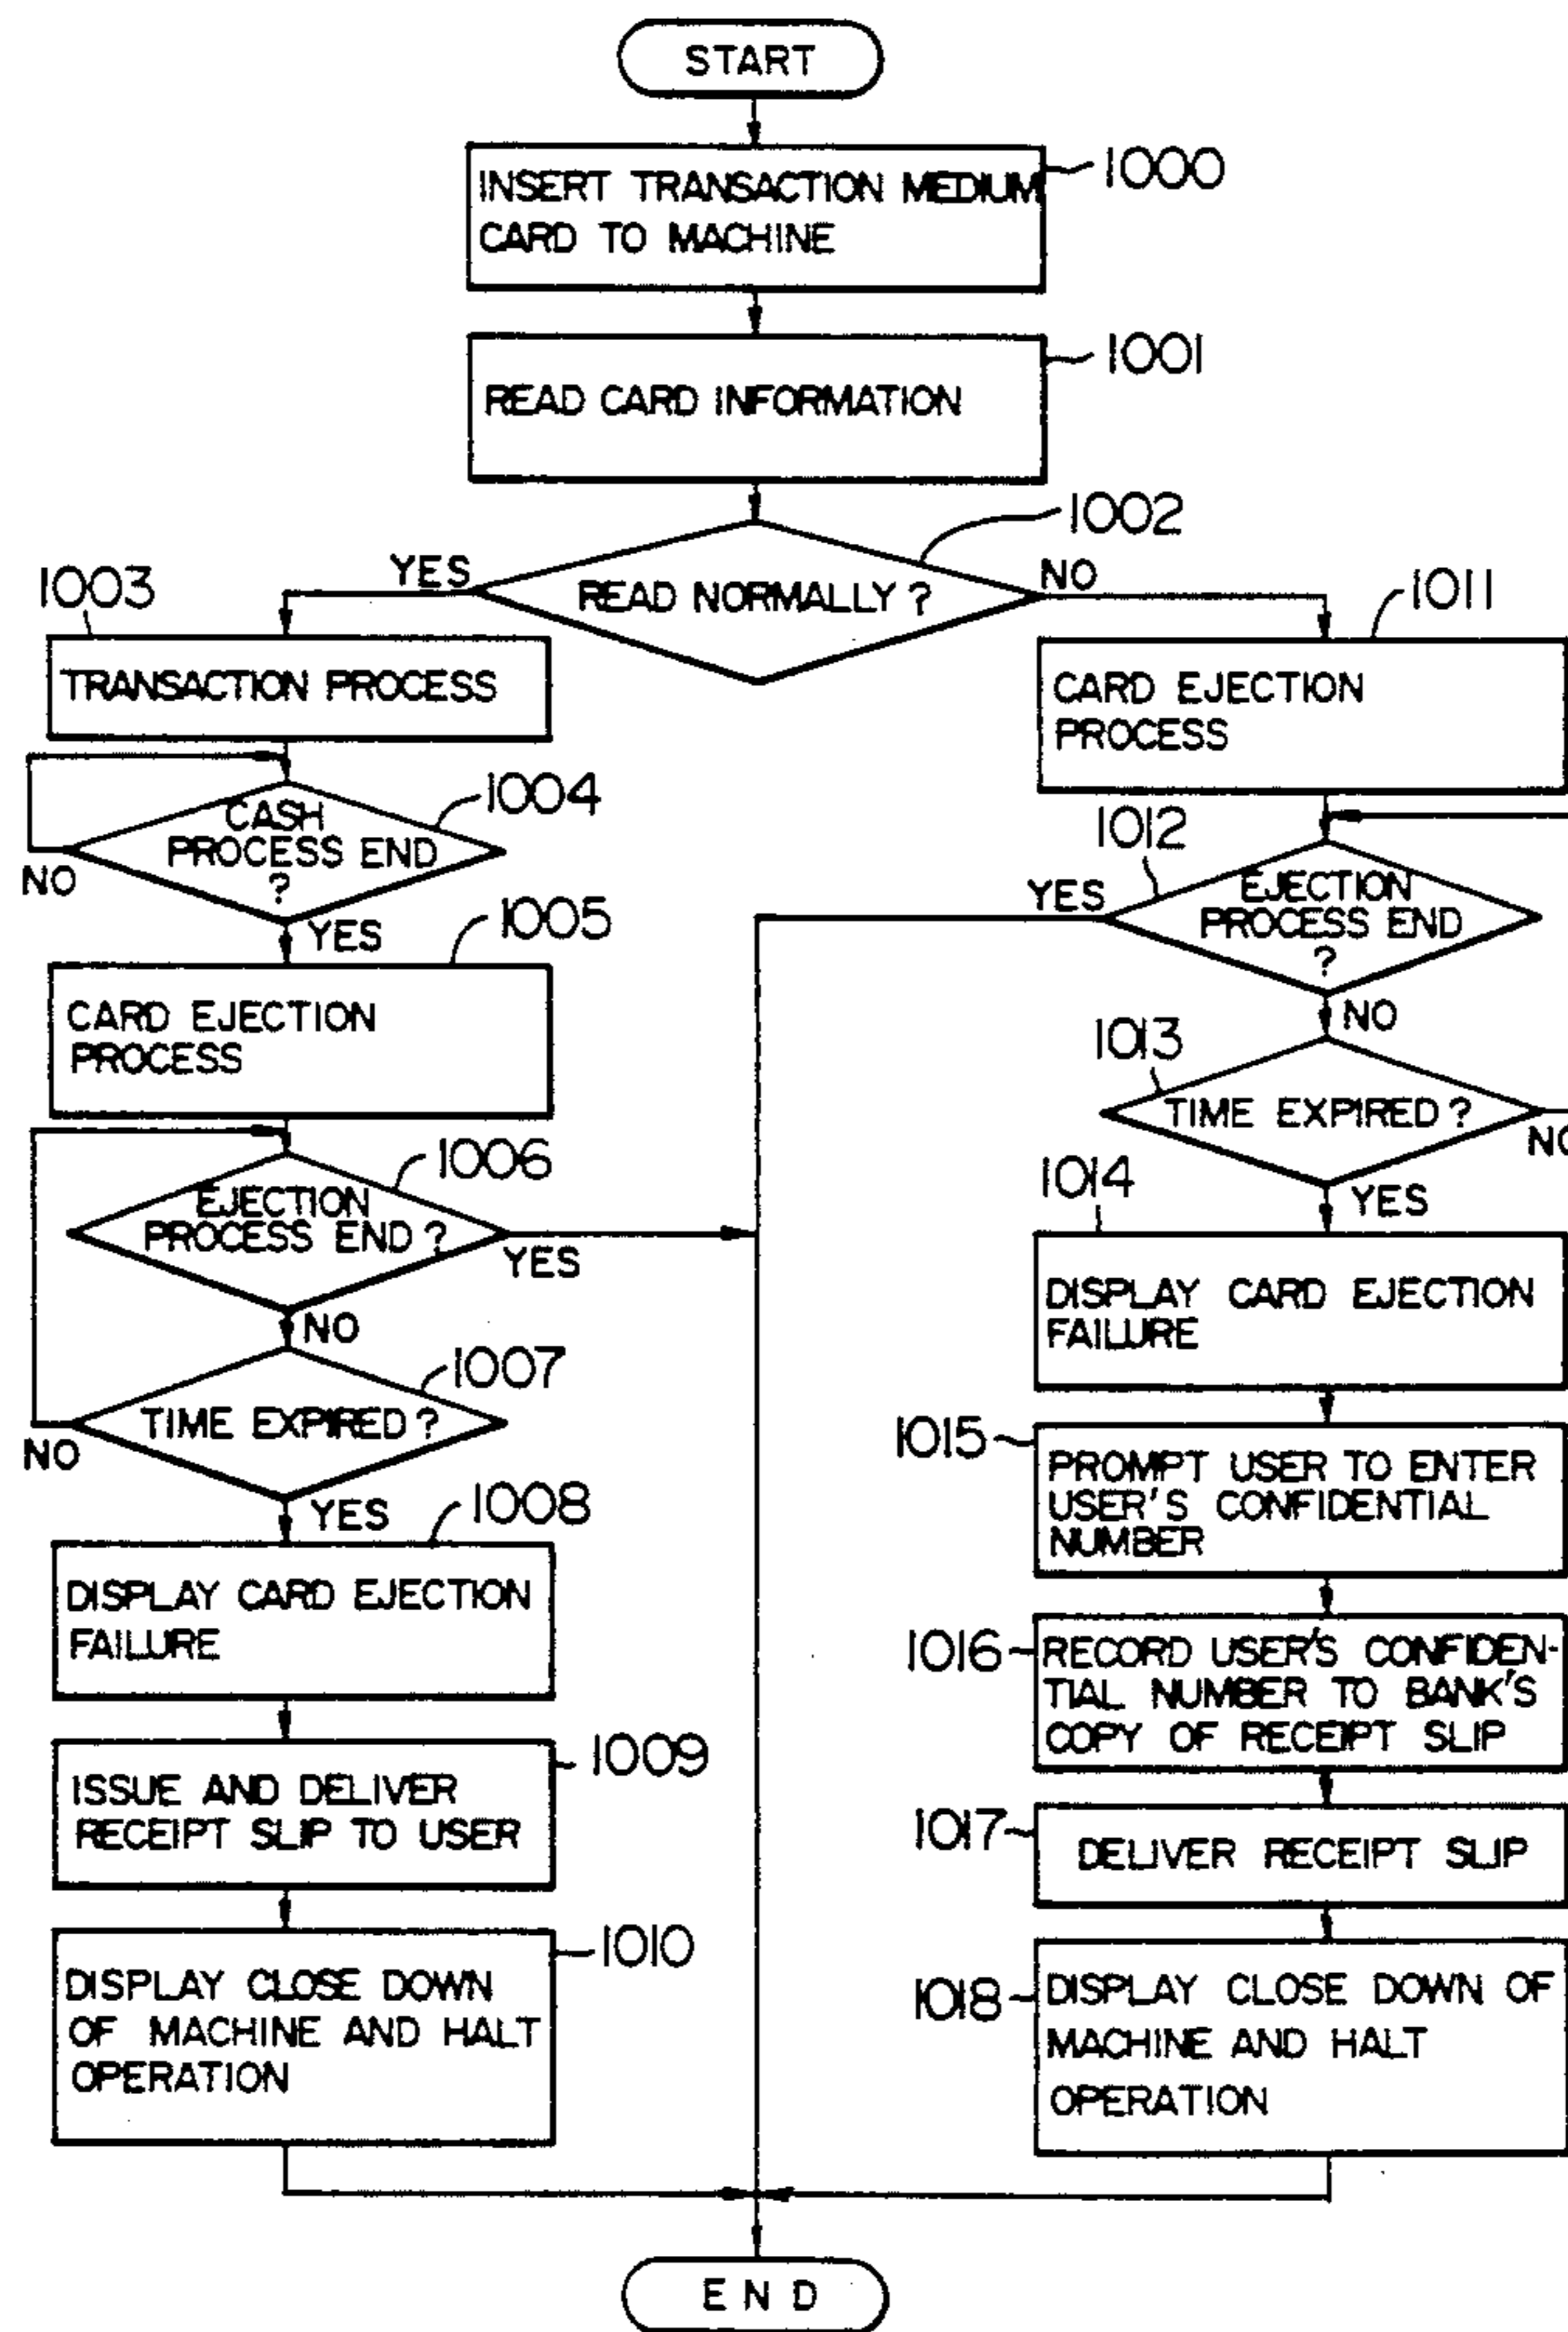 START
INSERT TRANSACTION MEDIUM
CARD TO MACHINE
1000
READ CARD INFORMATION
1001
READ NORMALLY?
1002
YES
NO
1003
TRANSACTION PROCESS
CASH
PROCESS END
?
1004
NO
YES
1005
CARD EJECTION
PROCESS
1006
EJECTION
PROCESS END?
YES
NO
1007
TIME EXPIRED?
NO
YES
1008
DISPLAY CARD EJECTION
FAILURE
1009
ISSUE AND DELIVER
RECEIPT SLIP TO USER
1010
DISPLAY CLOSE DOWN
OF MACHINE AND HALT
OPERATION
1011
CARD EJECTION
PROCESS
1012
EJECTION
PROCESS END
?
YES
NO
1013
TIME EXPIRED?
NO
YES
1014
DISPLAY CARD EJECTION
FAILURE
1015
PROMPT USER TO ENTER
USER'S CONFIDENTIAL
NUMBER
1016
RECORD USER'S CONFIDEN-
TIAL NUMBER TO BANK'S
COPY OF RECEIPT SLIP
1017
DELIVER RECEIPT SLIP
1018
DISPLAY CLOSE DOWN OF
MACHINE AND HALT
OPERATION
END